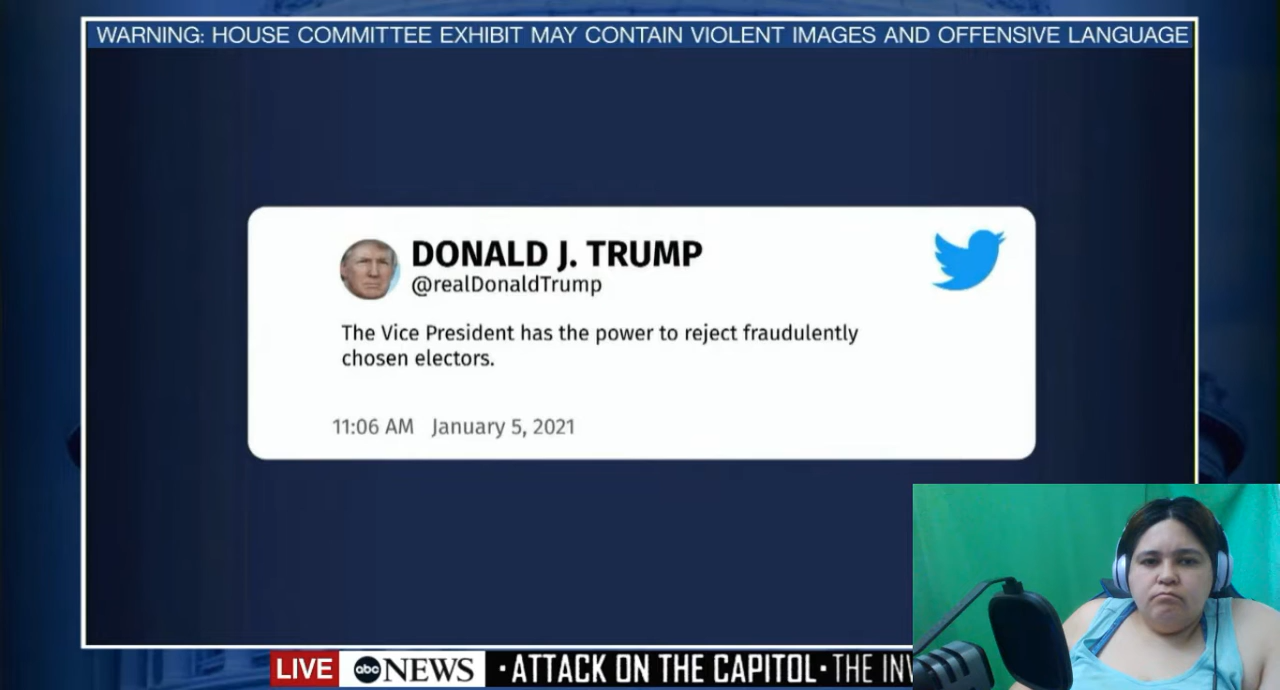 WARNING: HOUSE COMMITTEE EXHIBIT MAY CONTAIN VIOLENT IMAGES AND OFFENSIVE LANGUAGE
DONALD J. TRUMP
@realDonaldTrump
The Vice President has the power to reject fraudulently
chosen electors.
11:06 AM January 5, 2021
LIVE abc NEWS · ATTACK ON THE CAPITOL · THE